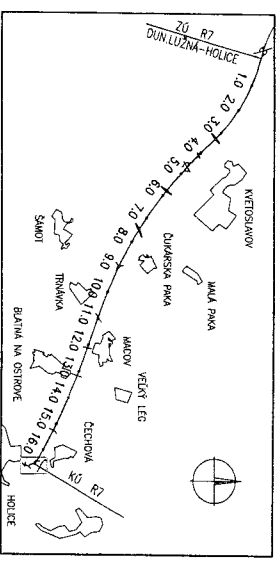 ZÚ R7
DUN.LUŽNÁ-HOLICE
1.0
2.0
3.0
4.0
5.0
6.0
7.0
8.0
9.0
10.0
11.0
12.0
13.0
14.0
15.0
16.0
KVETOSLAVOV
MALÁ PAKA
ČUKÁRSKA PAKA
ŠÁMOT
TRNÁVKA
MACOV
VEĽKÝ LÉG
BLATNÁ NA OSTROVE
ČECHOVÁ
KÚ R7
HOLICE